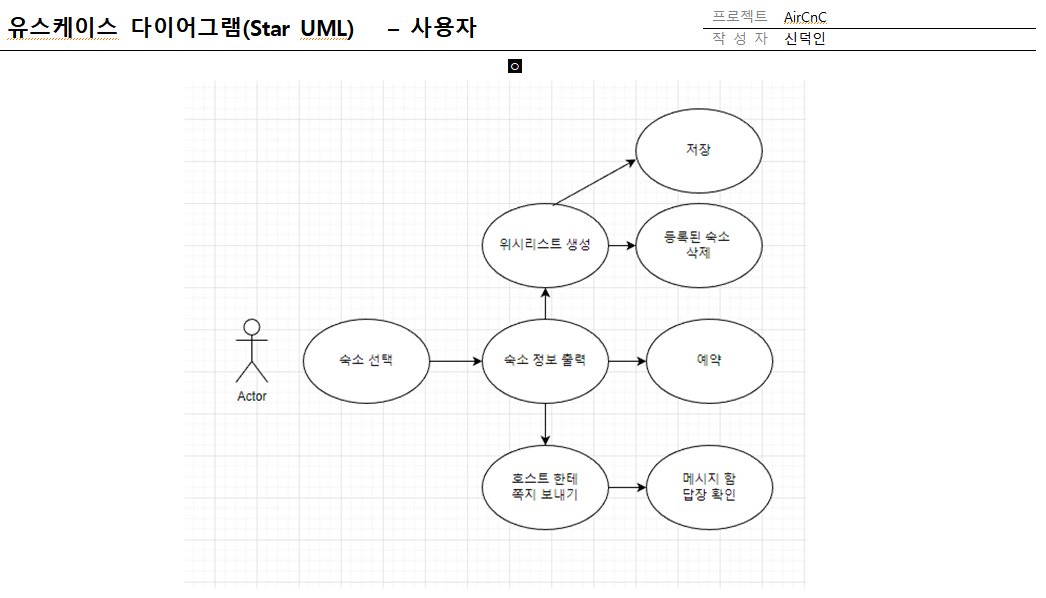 유스케이스 다이어그램(Star UML) – 사용자
프로젝트 AirCnC
작 성 자 신덕인
저장
위시리스트 생성
등록된 숙소
삭제
Actor
숙소 선택
숙소 정보 출력
예약
호스트 한테
쪽지 보내기
메시지 함
답장 확인